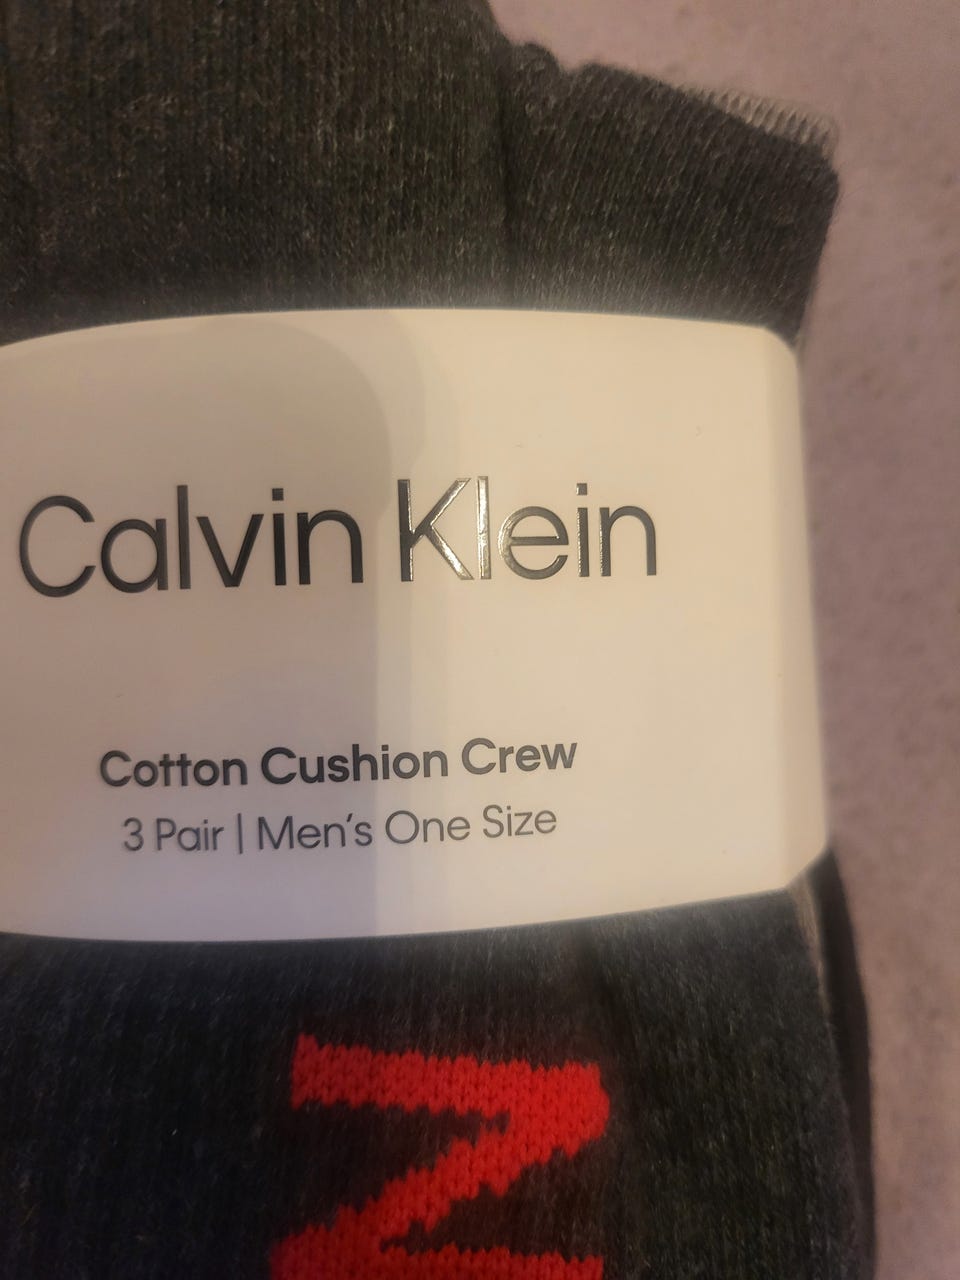 Calvin Klein
Cotton Cushion Crew
3 Pair | Men's One Size
N